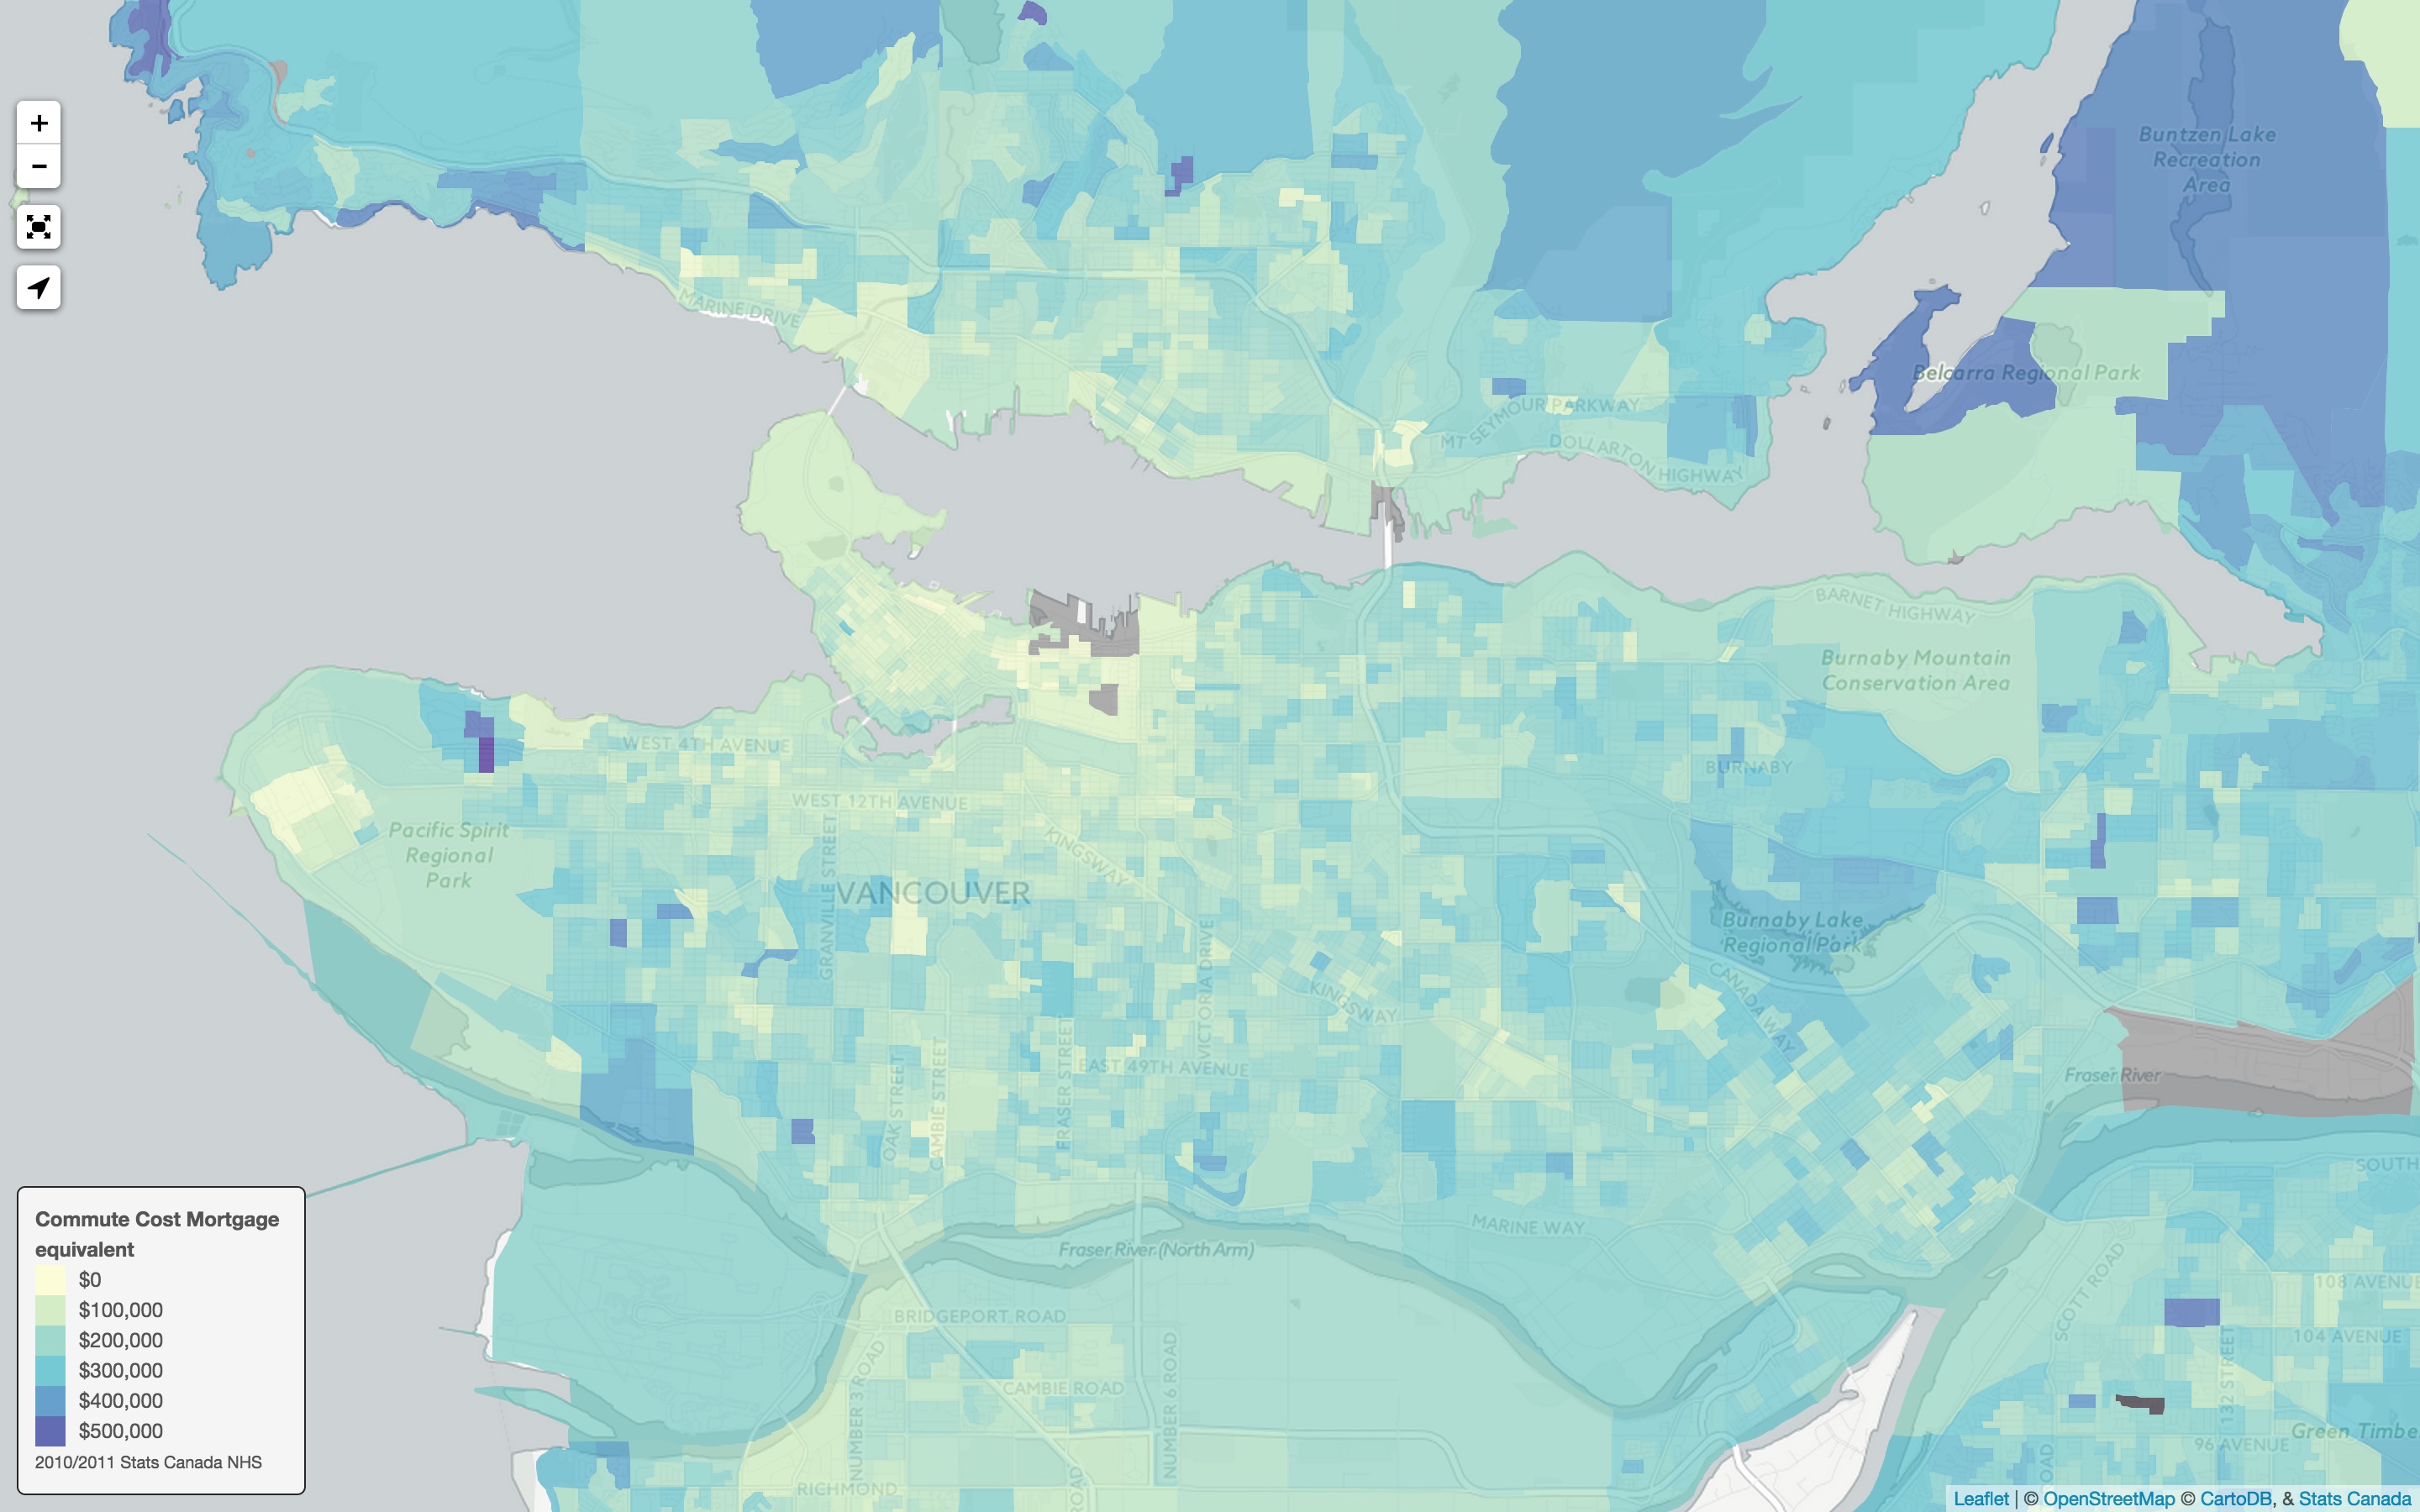 +
−
Buntzen Lake
Recreation
Area
MARINE DRIVE
Belcarra Regional Park
MT SEYMOUR PARKWAY
DOLLARTON HIGHWAY
BARNET HIGHWAY
Burnaby Mountain
Conservation Area
WEST 4TH AVENUE
BURNABY
WEST 12TH AVENUE
Pacific Spirit
Regional
Park
KINGSWAY
GRANVILLE STREET
VANCOUVER
Burnaby Lake
Regional Park
VICTORIA DRIVE
CANADA WAY
KINGSWAY
OAK STREET
CAMBIE STREET
FRASER STREET
EAST 49TH AVENUE
Fraser River
SOUTH
MARINE WAY
Fraser River (North Arm)
SCOTT ROAD
108 AVENUE
BRIDGEPORT ROAD
104 AVENUE
NUMBER 3 ROAD
CAMBIE ROAD
NUMBER 6 ROAD
132 STREET
Green Timbe
96 AVENUE
ROAD
RICHMOND
ROAD
Commute Cost Mortgage
equivalent
$0
$100,000
$200,000
$300,000
$400,000
$500,000
2010/2011 Stats Canada NHS
Leaflet | © OpenStreetMap © CartoDB, & Stats Canada